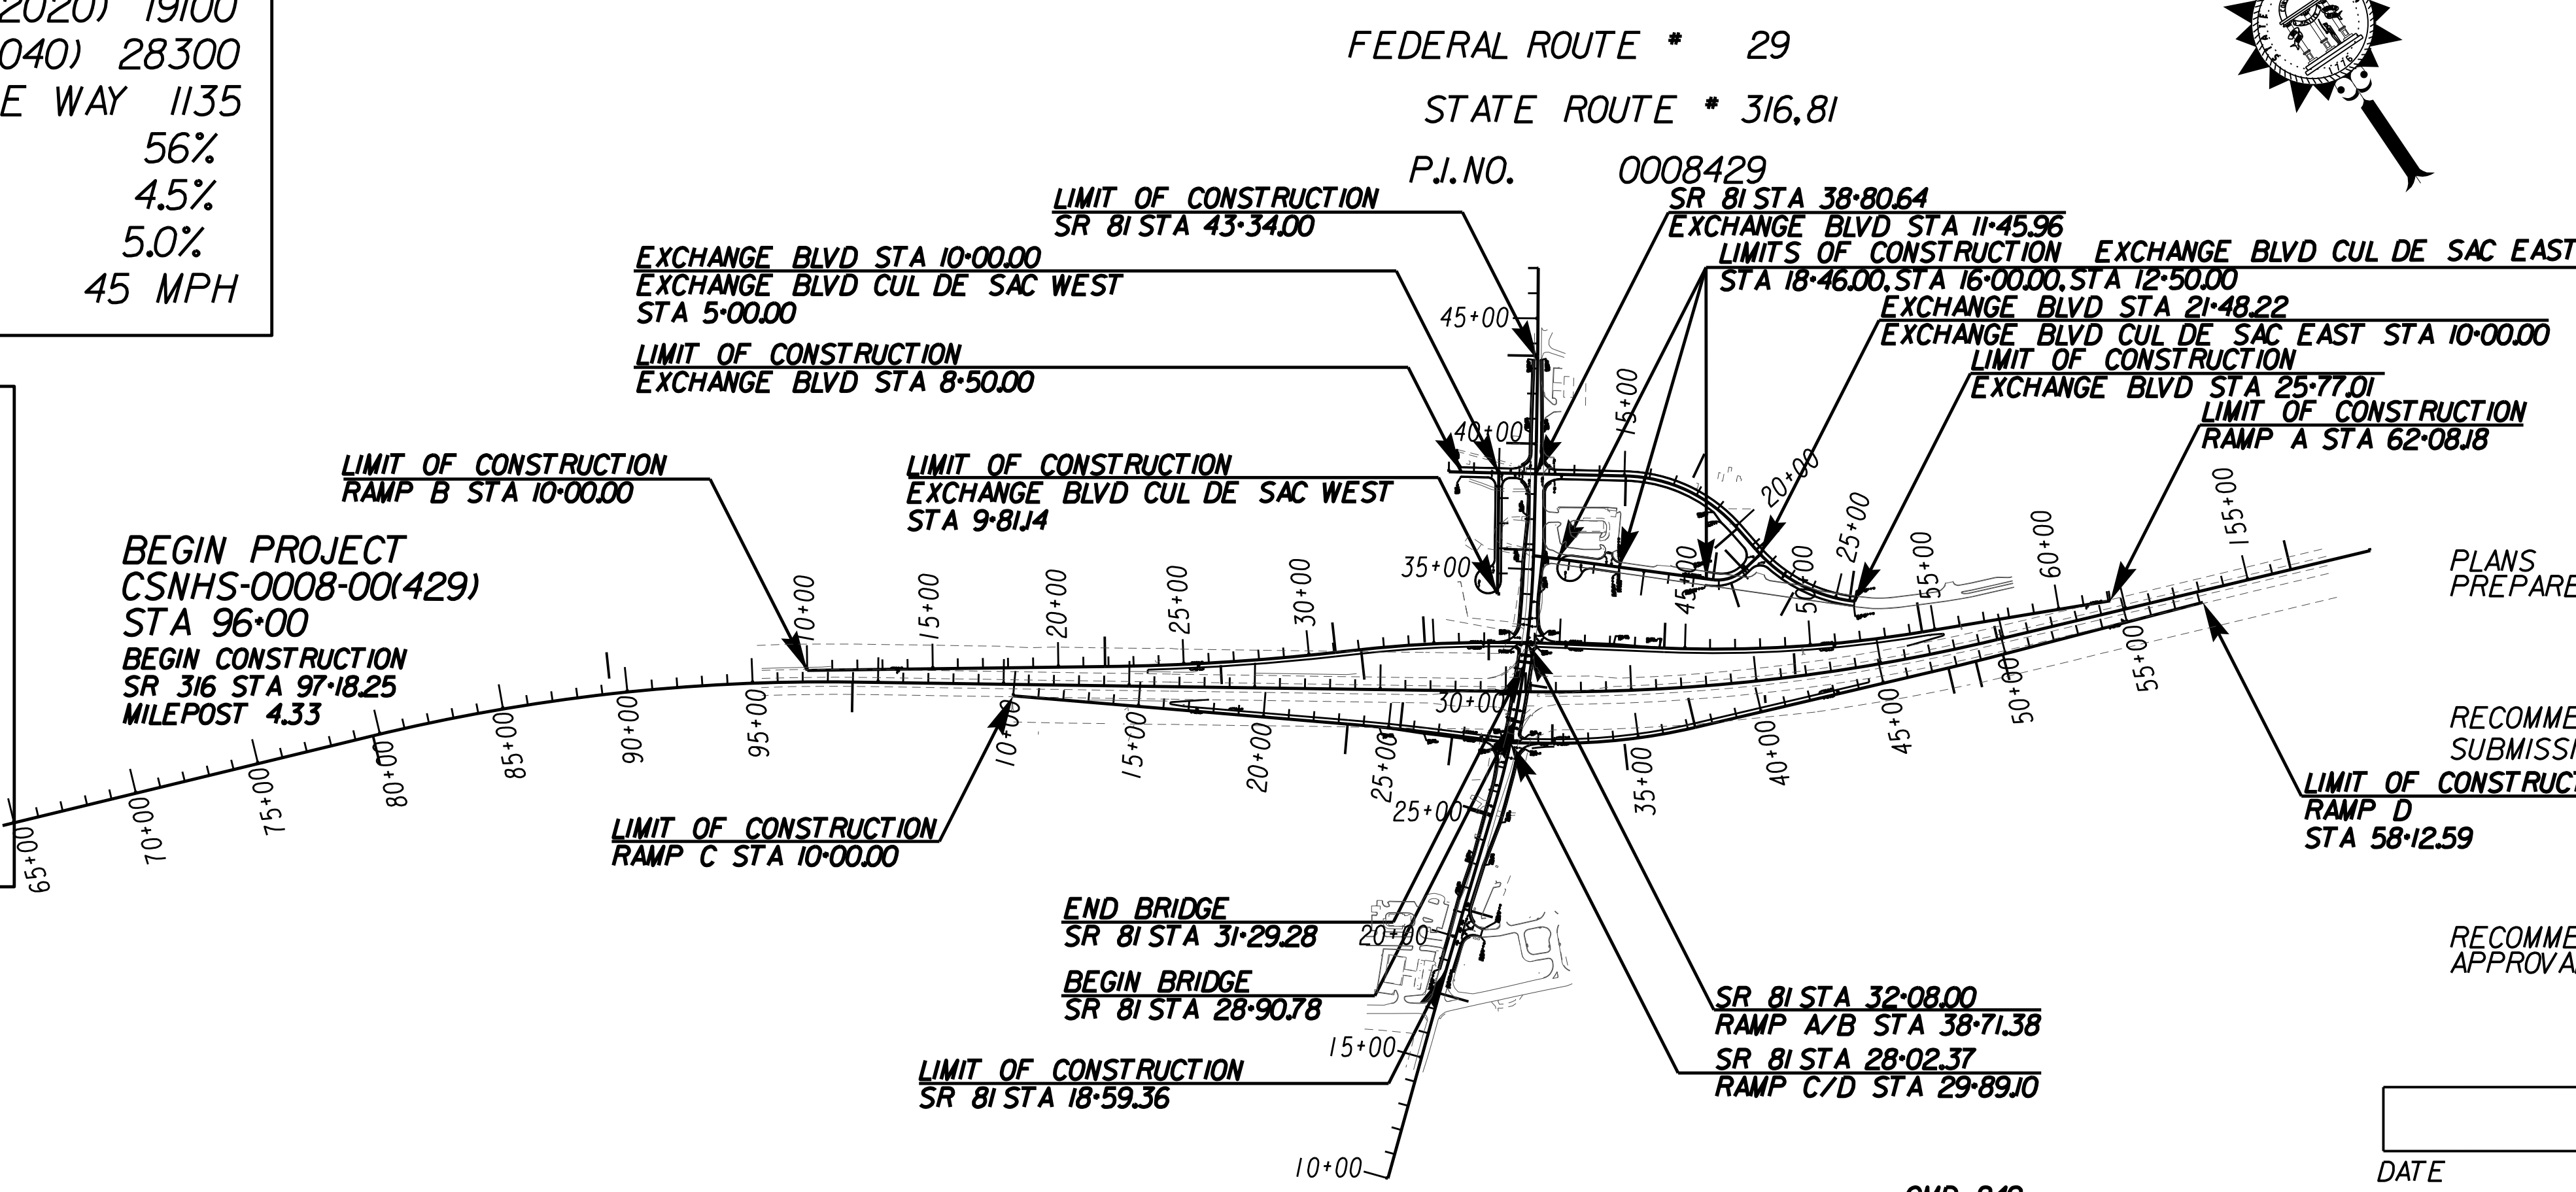 2020) 19100
040) 28300
E WAY 1135
56%
4.5%
5.0%
45 MPH
FEDERAL ROUTE # 29
STATE ROUTE # 316,81
P.I.NO. 0008429
STATE
1776
LIMIT OF CONSTRUCTION
SR 81 STA 43+34.00
SR 81 STA 38+80.64
EXCHANGE BLVD STA 11+45.96
EXCHANGE BLVD STA 10+00.00
EXCHANGE BLVD CUL DE SAC WEST
STA 5+00.00
LIMITS OF CONSTRUCTION EXCHANGE BLVD CUL DE SAC EAST
STA 18+46.00, STA 16+00.00, STA 12+50.00
EXCHANGE BLVD STA 21+48.22
EXCHANGE BLVD CUL DE SAC EAST STA 10+00.00
LIMIT OF CONSTRUCTION
EXCHANGE BLVD STA 8+50.00
LIMIT OF CONSTRUCTION
EXCHANGE BLVD STA 25+77.01
LIMIT OF CONSTRUCTION
RAMP A STA 62+08.18
LIMIT OF CONSTRUCTION
RAMP B STA 10+00.00
LIMIT OF CONSTRUCTION
EXCHANGE BLVD CUL DE SAC WEST
STA 9+81.14
BEGIN PROJECT
CSNHS-0008-00(429)
STA 96+00
BEGIN CONSTRUCTION
SR 316 STA 97+18.25
MILEPOST 4.33
45+00
40+00
35+00
30+00
25+00
20+00
15+00
10+00
15+00
20+00
25+00
10+00
15+00
20+00
25+00
30+00
45+00
50+00
55+00
60+00
155+00
65+00
70+00
75+00
80+00
85+00
90+00
95+00
10+00
15+00
20+00
25+00
35+00
40+00
45+00
50+00
55+00
PLANS
PREPARE
RECOMME
SUBMISSI
LIMIT OF CONSTRUCT
RAMP D
STA 58+12.59
LIMIT OF CONSTRUCTION
RAMP C STA 10+00.00
END BRIDGE
SR 81 STA 31+29.28
BEGIN BRIDGE
SR 81 STA 28+90.78
LIMIT OF CONSTRUCTION
SR 81 STA 18+59.36
SR 81 STA 32+08.00
RAMP A/B STA 38+71.38
SR 81 STA 28+02.37
RAMP C/D STA 29+89.10
RECOMME
APPROVA
DATE